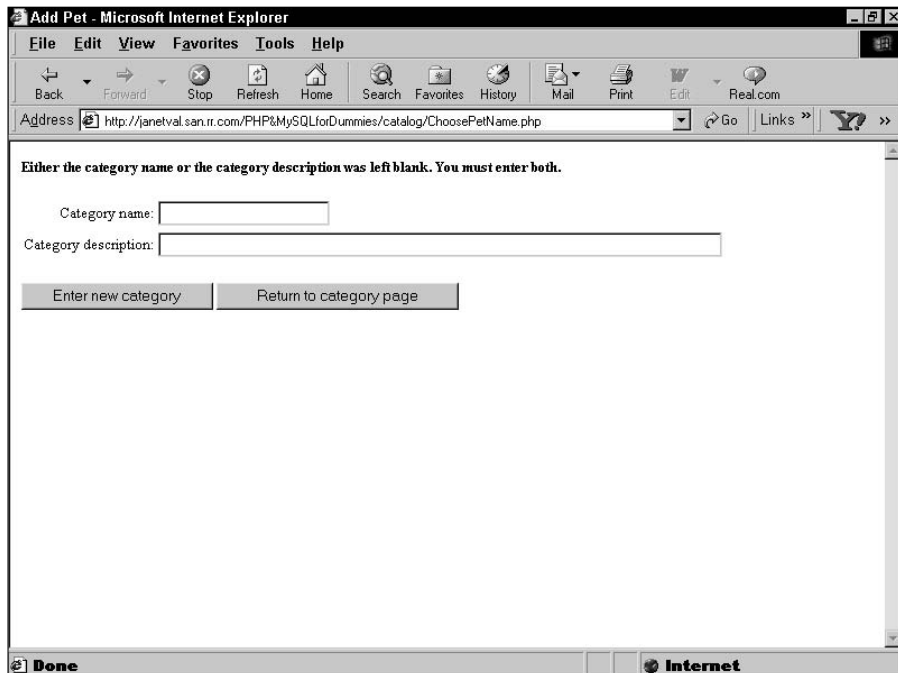 Add Pet - Microsoft Internet Explorer
File Edit View Favorites Tools Help
Back Forward Stop Refresh Home Search Favorites History Mail Print Edit Real.com
Address http://janetval.san.rr.com/PHP&MySQLforDummies/catalog/ChoosePetName.php Go Links » Y? »
Either the category name or the category description was left blank. You must enter both.
Category name:
Category description:
Enter new category Return to category page
Done Internet